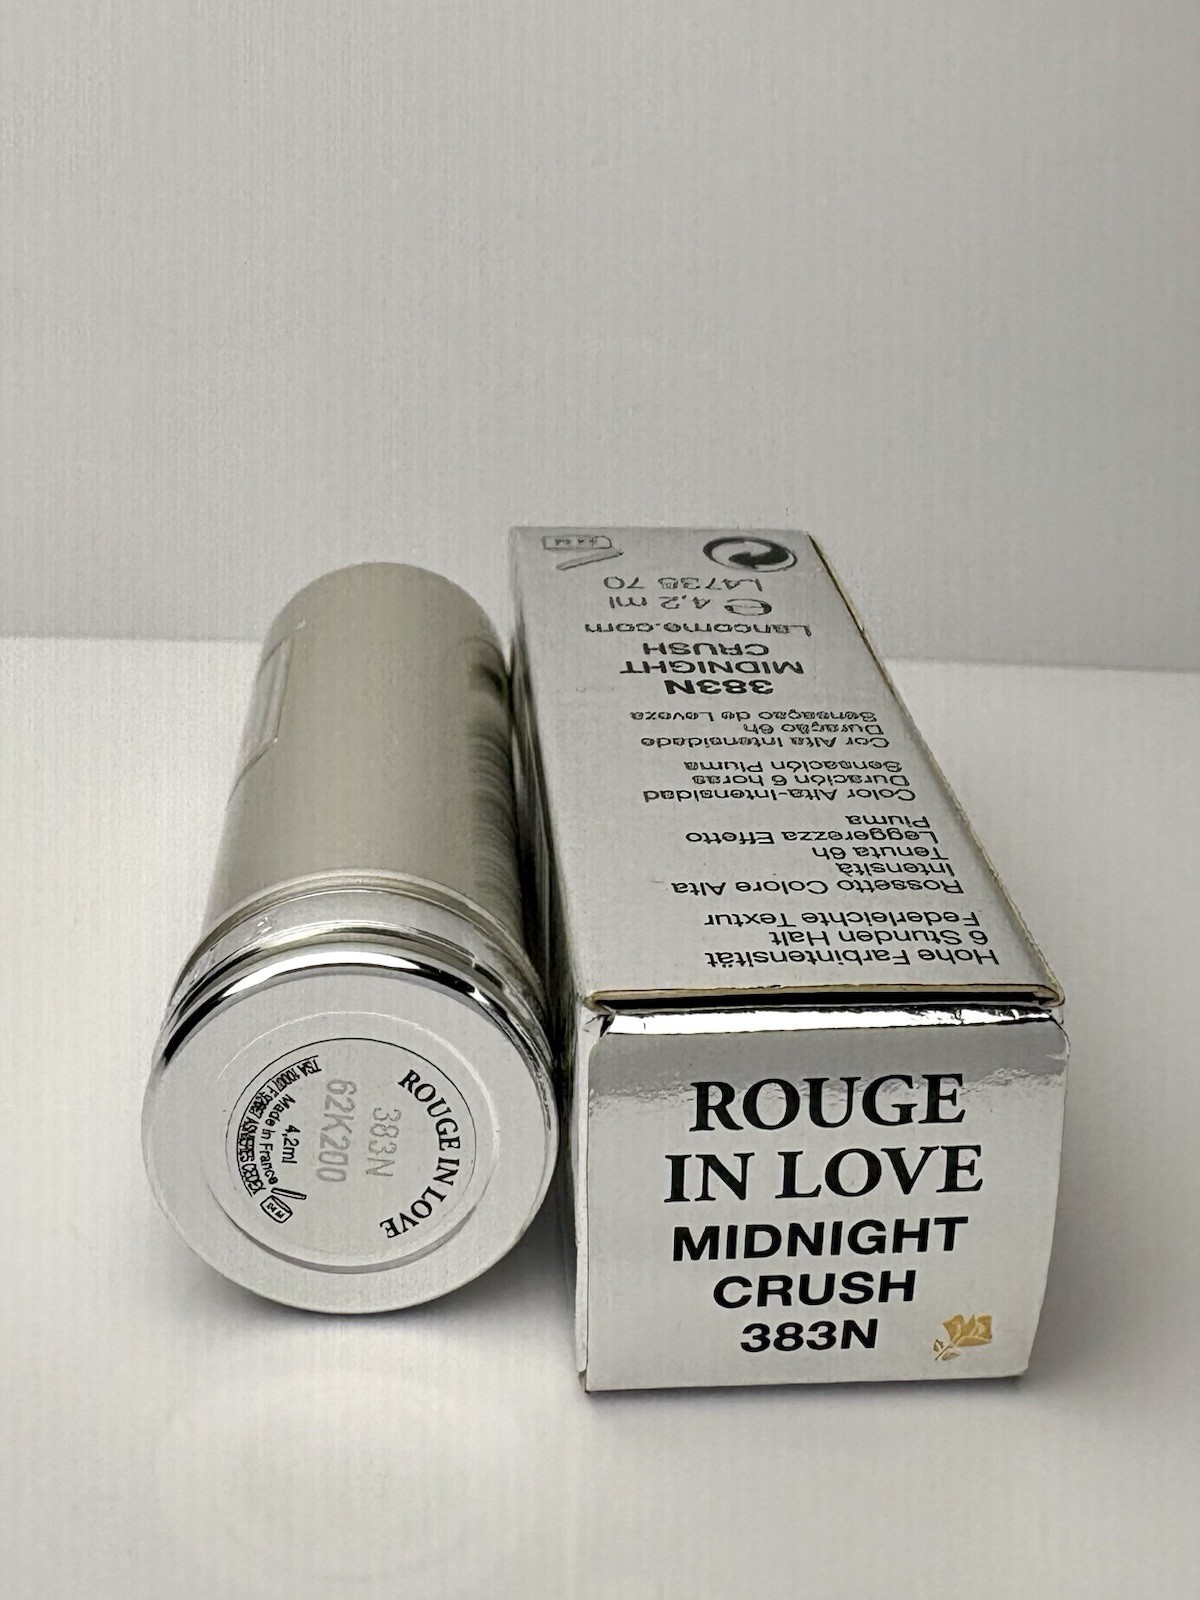 ROUGE IN LOVE
383N
62K200
4,2ml
Made in France
Hohe Farbintensität
6 Stunden Halt
Federleichte Textur
Rossetto Colore Alta
Intensità
Tenuta 6h
Leggerezza Effetto
Piuma
Color Alta-Intensidad
Duración 6 horas
Sensación Pluma
Cor Alta Intensidade
Duração 6h
Sensação de Leveza
383N
MIDNIGHT
CRUSH
Lancome.com
℮ 4,2 ml
ROUGE
IN LOVE
MIDNIGHT
CRUSH
383N